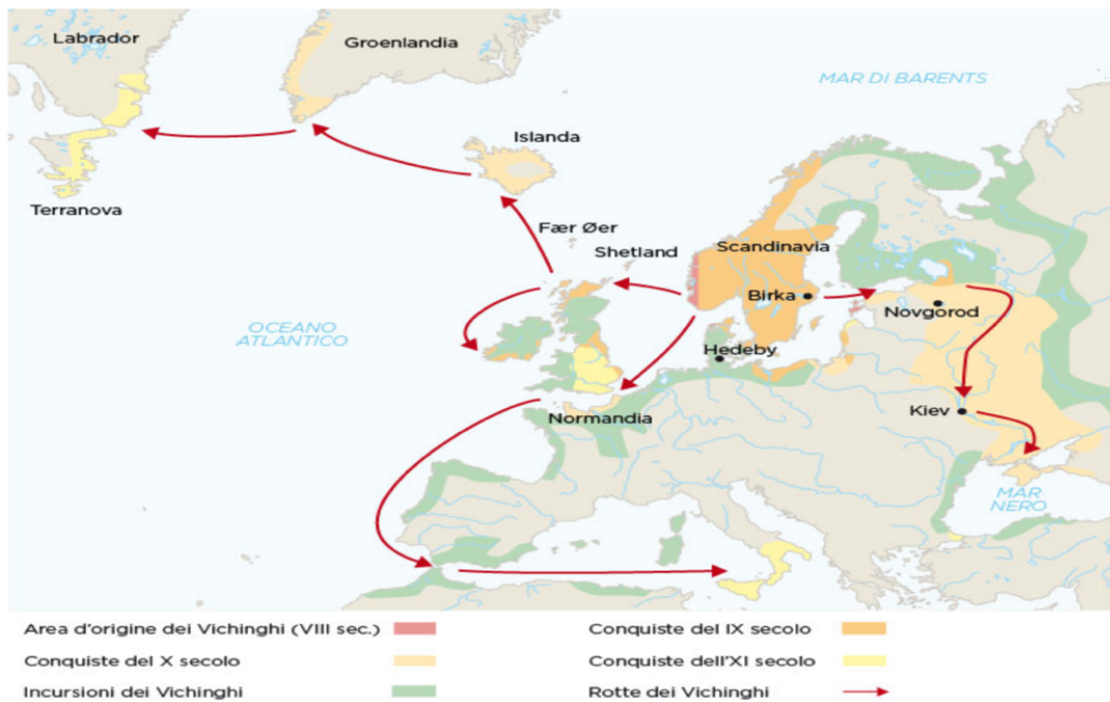 Labrador
Groenlandia
MAR DI BARENTS
Islanda
Terranova
Fær Øer
Shetland
Scandinavia
Birka
Novgorod
OCEANO
ATLANTICO
Hedeby
Normandia
Kiev
MAR
NERO
Area d'origine dei Vichinghi (VIII sec.)
Conquiste del IX secolo
Conquiste del X secolo
Conquiste dell'XI secolo
Incursioni dei Vichinghi
Rotte dei Vichinghi